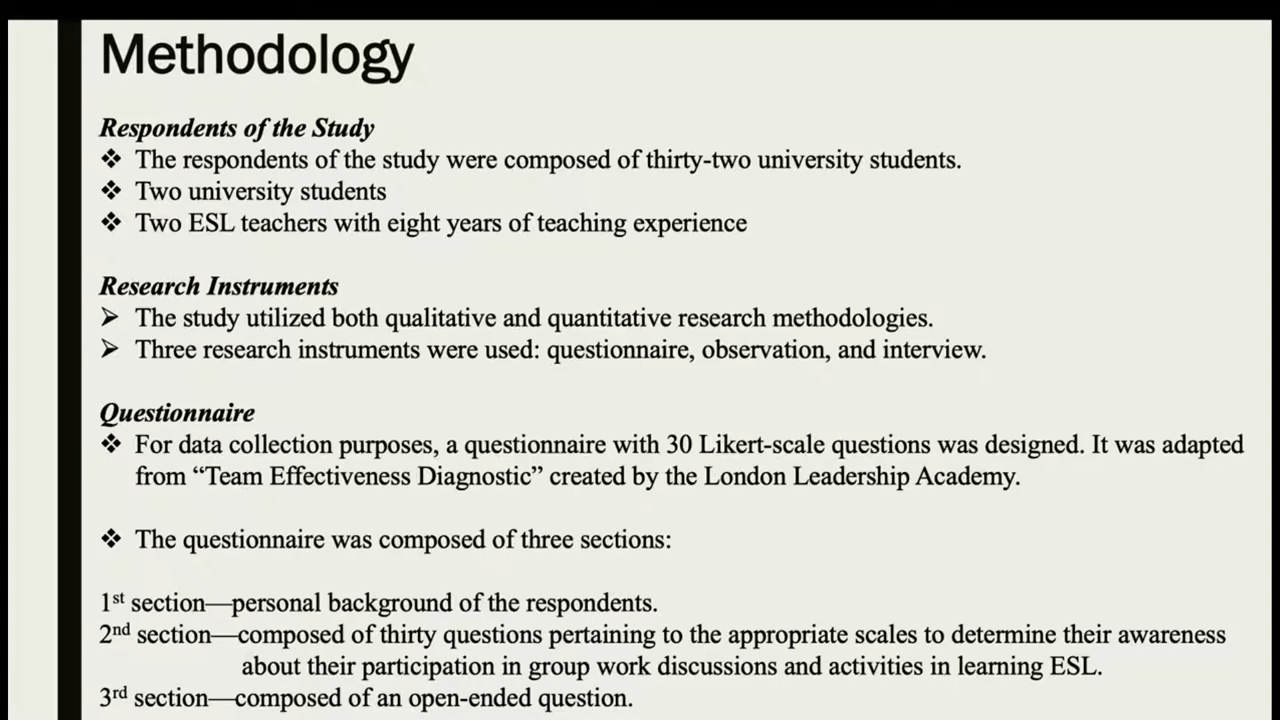 Methodology
Respondents of the Study
❖ The respondents of the study were composed of thirty-two university students.
❖ Two university students
❖ Two ESL teachers with eight years of teaching experience
Research Instruments
➢ The study utilized both qualitative and quantitative research methodologies.
➢ Three research instruments were used: questionnaire, observation, and interview.
Questionnaire
❖ For data collection purposes, a questionnaire with 30 Likert-scale questions was designed. It was adapted
from “Team Effectiveness Diagnostic” created by the London Leadership Academy.
❖ The questionnaire was composed of three sections:
1st section—personal background of the respondents.
2nd section—composed of thirty questions pertaining to the appropriate scales to determine their awareness
about their participation in group work discussions and activities in learning ESL.
3rd section—composed of an open-ended question.